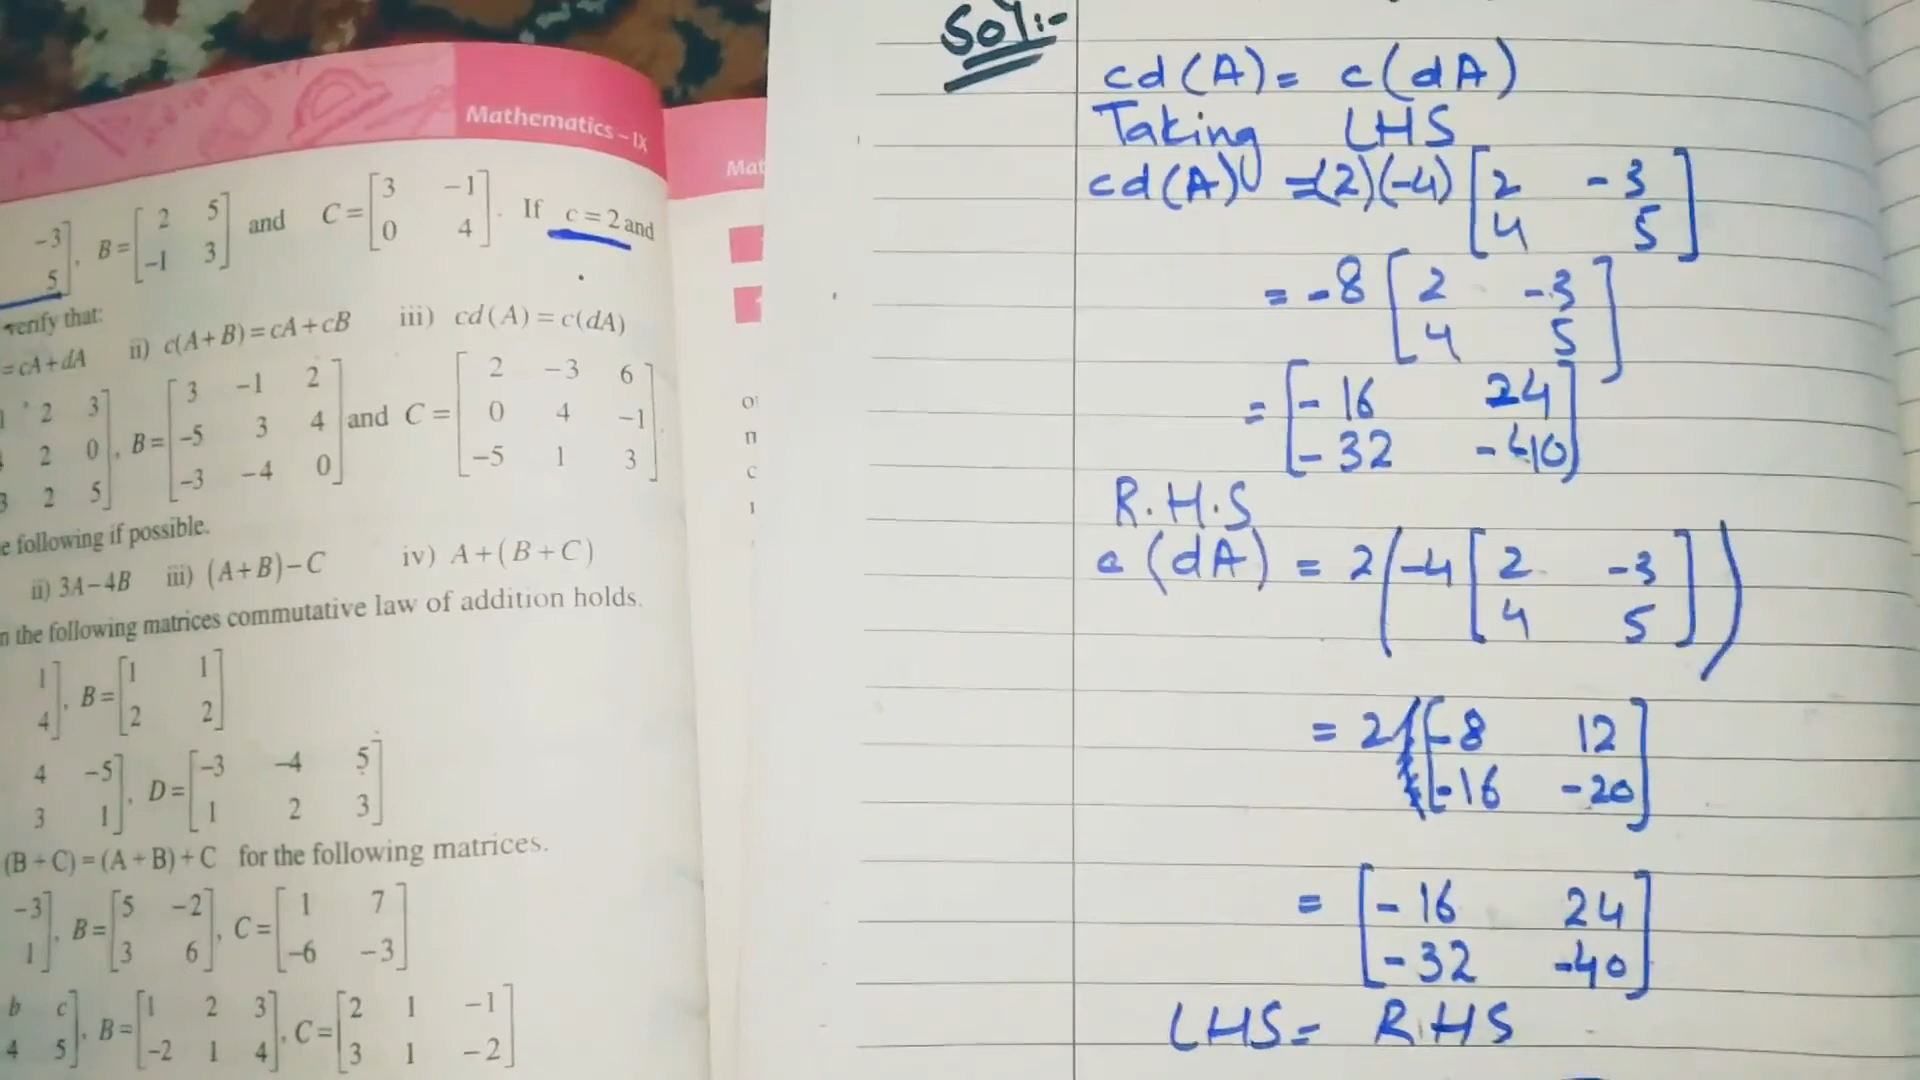 Mathematics – IX
-3
5], B = [2 5
-1 3] and C = [3 -1
0 4]. If c = 2 and
verify that:
= cA + dA ii) c(A+B) = cA + cB iii) cd(A) = c(dA)
2 3
2 0
2 5], B = [3 -1 2
-5 3 4
-3 -4 0] and C = [2 -3 6
0 4 -1
-5 1 3].
e following if possible.
ii) 3A – 4B iii) (A+B) – C iv) A + (B + C)
n the following matrices commutative law of addition holds.
1
4], B = [1 1
2 2]
4 -5
3 1], D = [-3 -4 5
1 2 3]
(B + C) = (A + B) + C for the following matrices.
-3
1], B = [5 -2
3 6], C = [1 7
-6 -3]
b c
4 5], B = [1 2 3
-2 1 4], C = [2 1 -1
3 1 -2]
Mat
Sol:-
cd(A) = c(dA)
Taking LHS
cd(A) = (2)(-4) [2 -3
4 5]
= -8 [2 -3
4 5]
= [-16 24
-32 -40]
R.H.S
c(dA) = 2(-4 [2 -3
4 5])
= 2 [-8 12
-16 -20]
= [-16 24
-32 -40]
LHS = R.HS